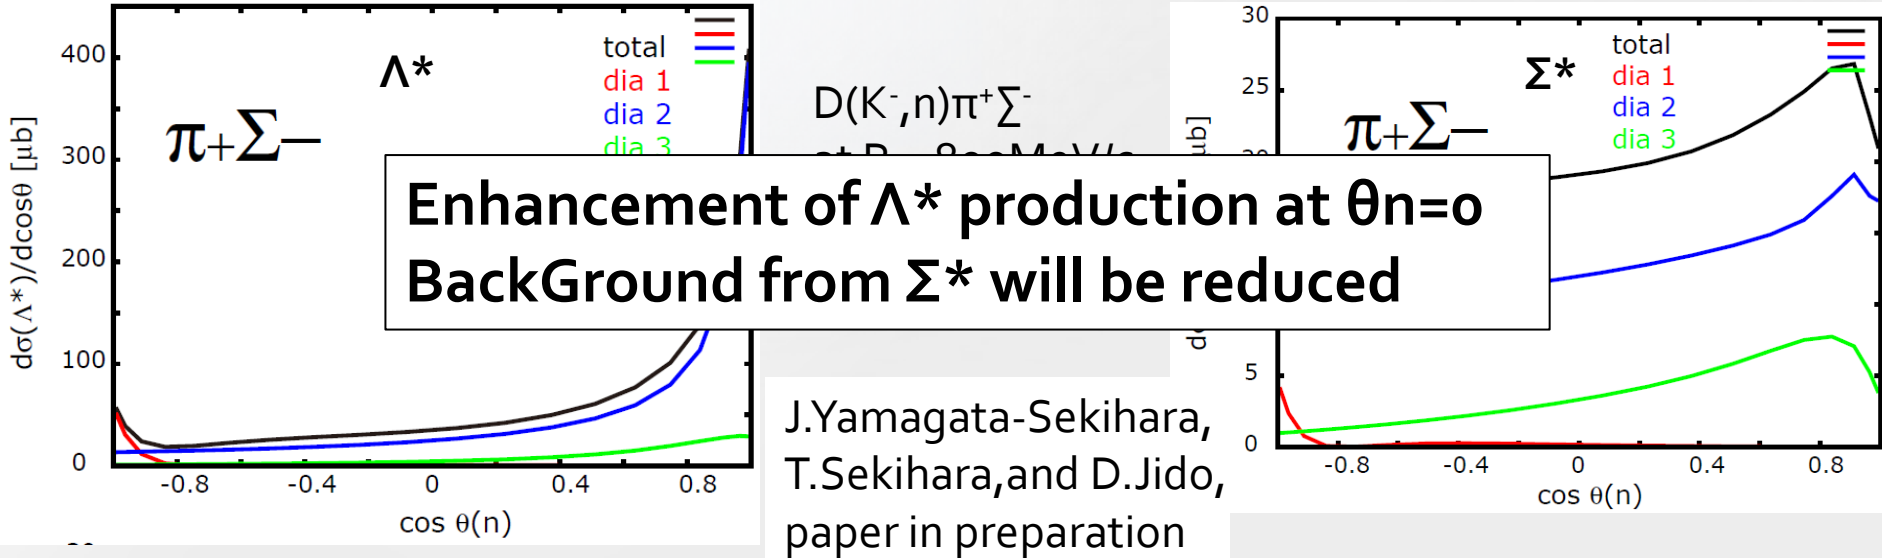 400
300
200
100
0
-0.8
-0.4
0
0.4
0.8
cos θ(n)
dσ(Λ*)/dcosθ [μb]
Λ*
π+Σ−
total
dia 1
dia 2
dia 3
D(K-,n)π+Σ-
Enhancement of Λ* production at θn=0
BackGround from Σ* will be reduced
J.Yamagata-Sekihara,
T.Sekihara,and D.Jido,
paper in preparation
30
25
5
0
-0.8
-0.4
0
0.4
0.8
cos θ(n)
μb]
Σ*
π+Σ−
total
dia 1
dia 2
dia 3